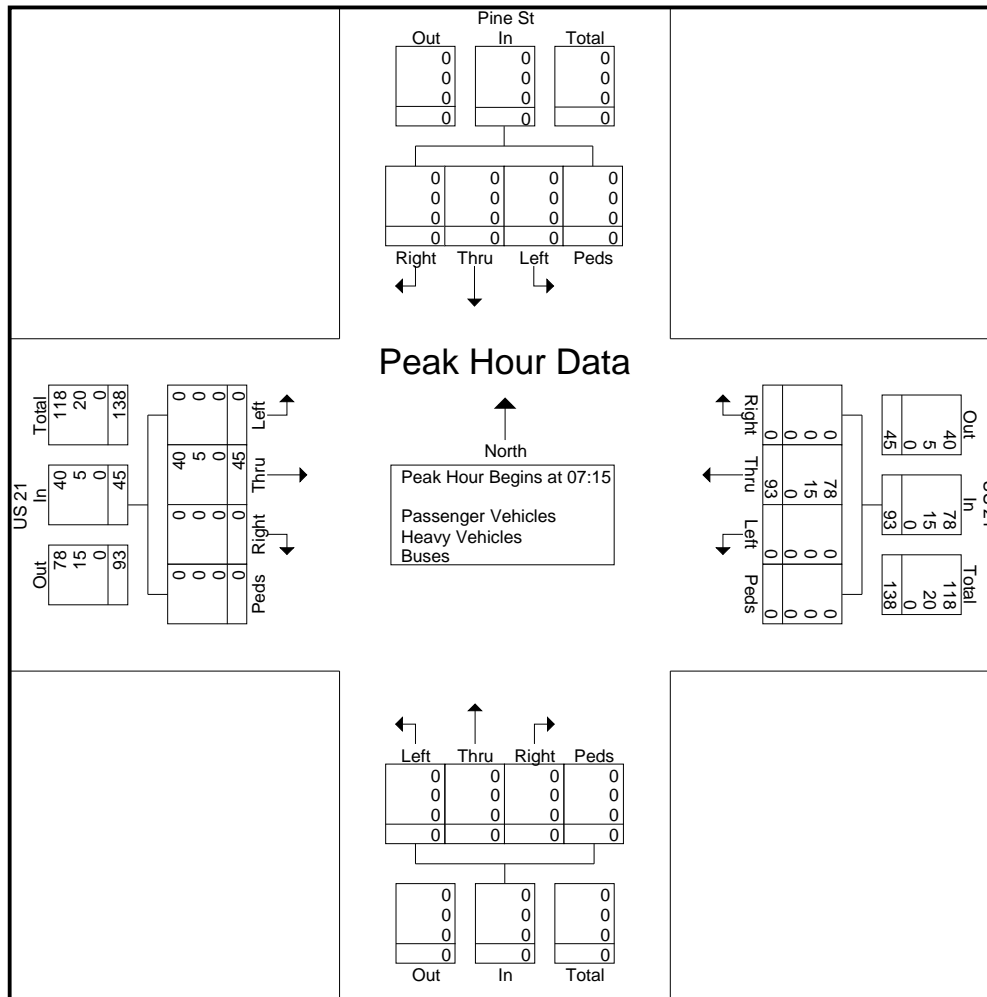 Pine St
Out In Total
0 0 0
0 0 0
0 0 0
0 0 0
0 0 0 0
0 0 0 0
0 0 0 0
0 0 0 0
Right Thru Left Peds
Peak Hour Data
North
Peak Hour Begins at 07:15
Passenger Vehicles
Heavy Vehicles
Buses
US 21
Out In Total
78 40 118
15 5 20
0 0 0
93 45 138
Peds Right Thru Left
0 0 40 0
0 0 5 0
0 0 0 0
0 0 45 0
Out In Total
40 78 118
5 15 20
0 0 0
45 93 138
0 78 0 0
0 15 0 0
0 0 0 0
0 93 0 0
Right Thru Left Peds
Left Thru Right Peds
0 0 0 0
0 0 0 0
0 0 0 0
0 0 0 0
0 0 0
0 0 0
0 0 0
0 0 0
Out In Total